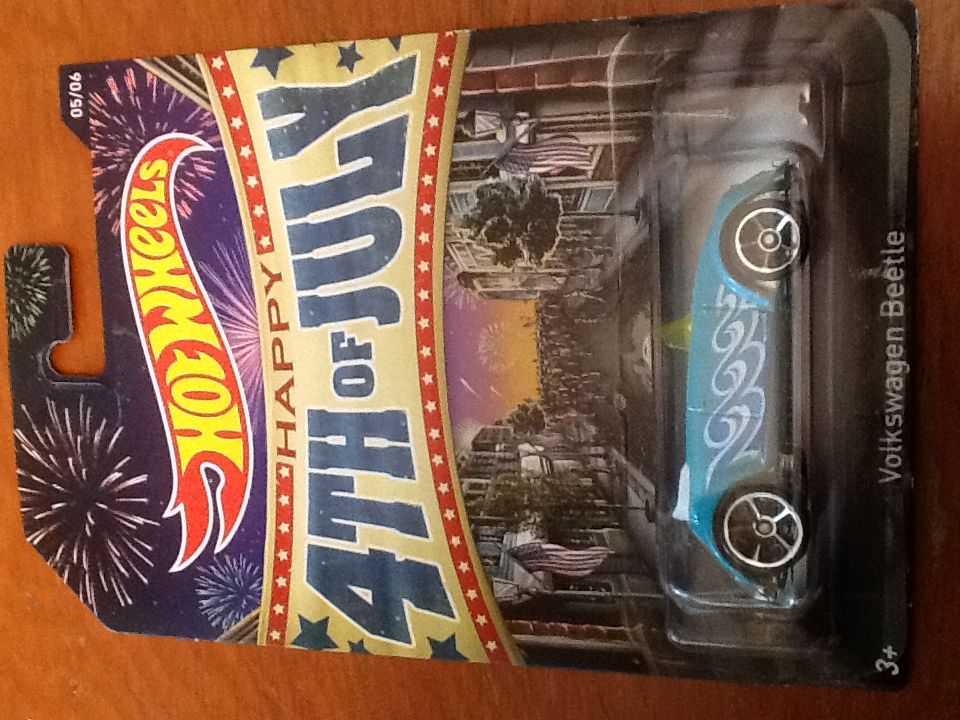 05/06
HOT WHEELS
HAPPY
4TH OF JULY
Volkswagen Beetle
3+